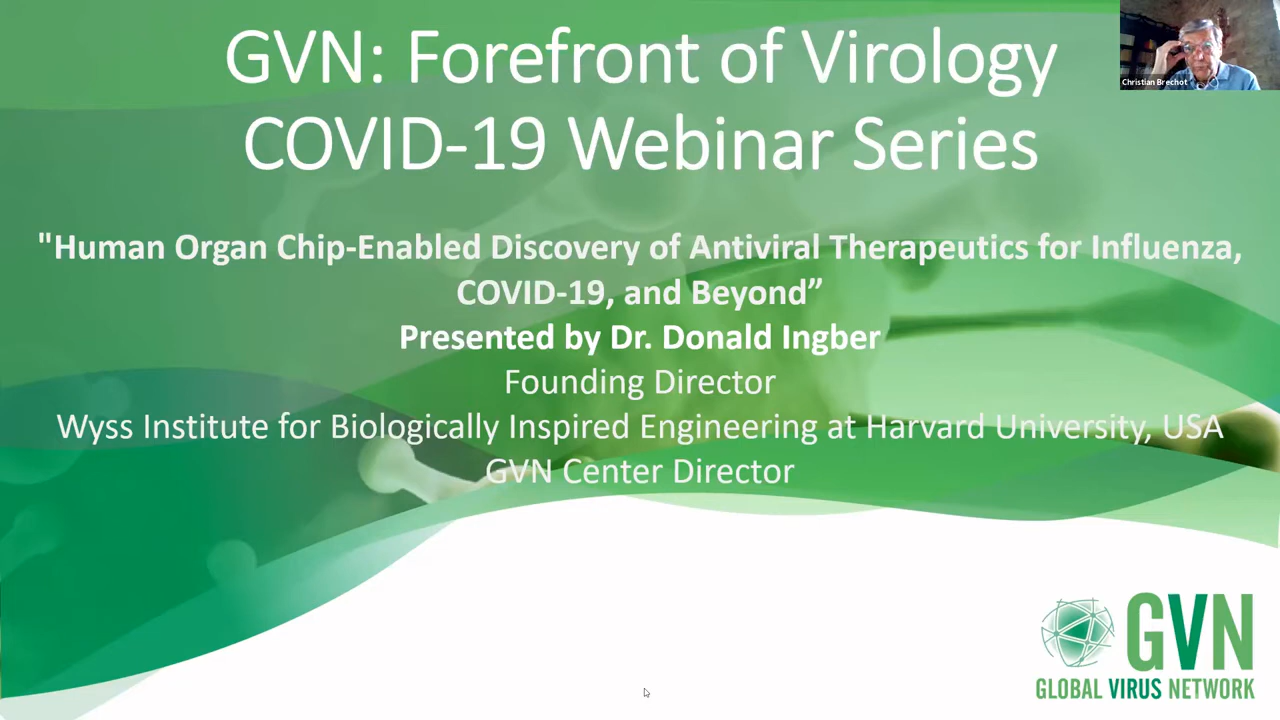 GVN: Forefront of Virology
COVID-19 Webinar Series
Christian Brechot
"Human Organ Chip-Enabled Discovery of Antiviral Therapeutics for Influenza,
COVID-19, and Beyond”
Presented by Dr. Donald Ingber
Founding Director
Wyss Institute for Biologically Inspired Engineering at Harvard University, USA
GVN Center Director
GVN
GLOBAL VIRUS NETWORK